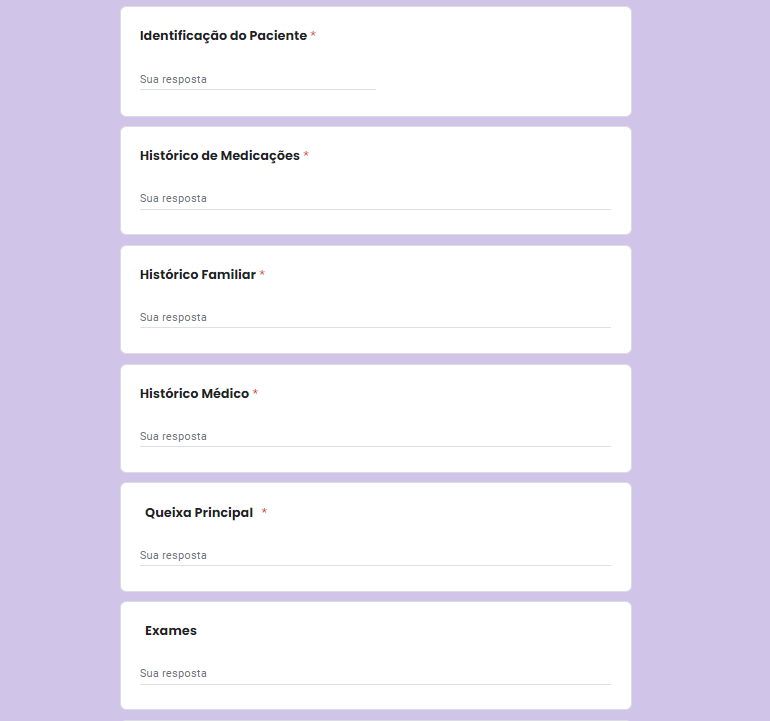 Identificação do Paciente *
Sua resposta
Histórico de Medicações *
Sua resposta
Histórico Familiar *
Sua resposta
Histórico Médico *
Sua resposta
Queixa Principal *
Sua resposta
Exames
Sua resposta